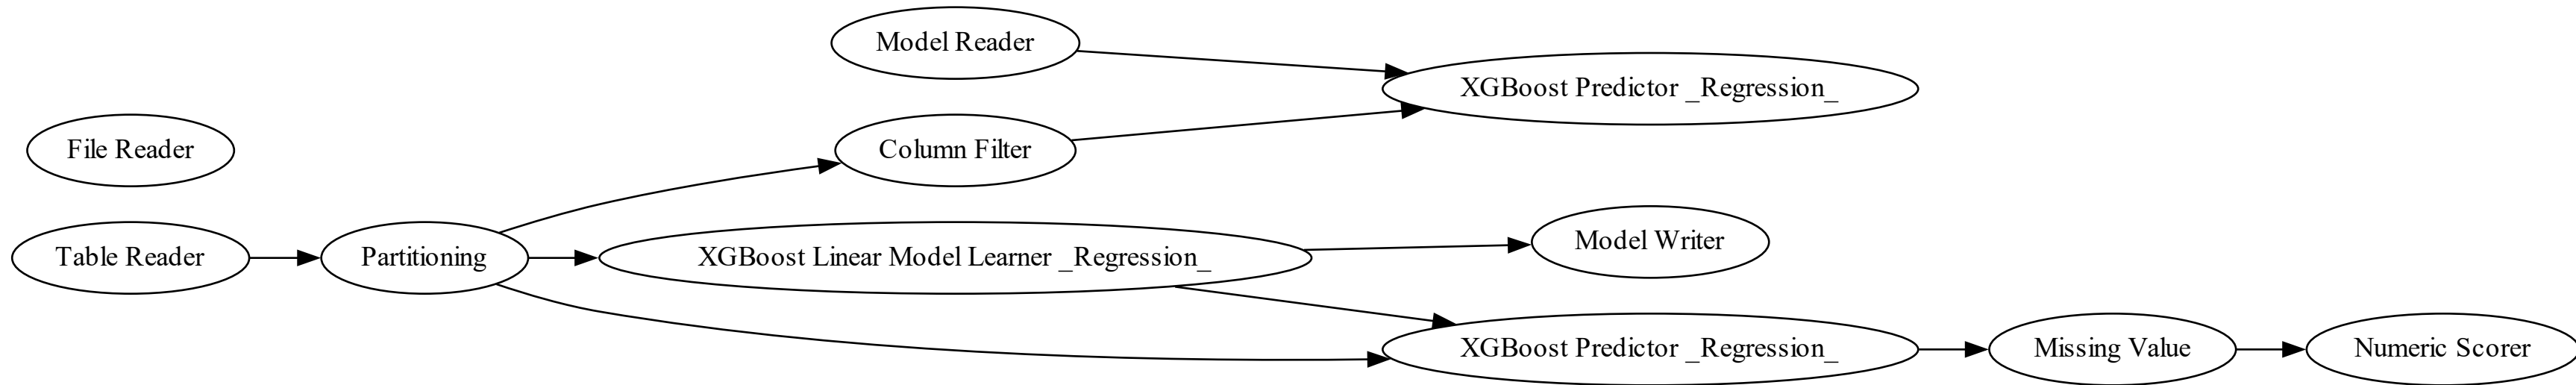 Model Reader
XGBoost Predictor _Regression_
File Reader
Column Filter
Table Reader
Partitioning
XGBoost Linear Model Learner _Regression_
Model Writer
XGBoost Predictor _Regression_
Missing Value
Numeric Scorer